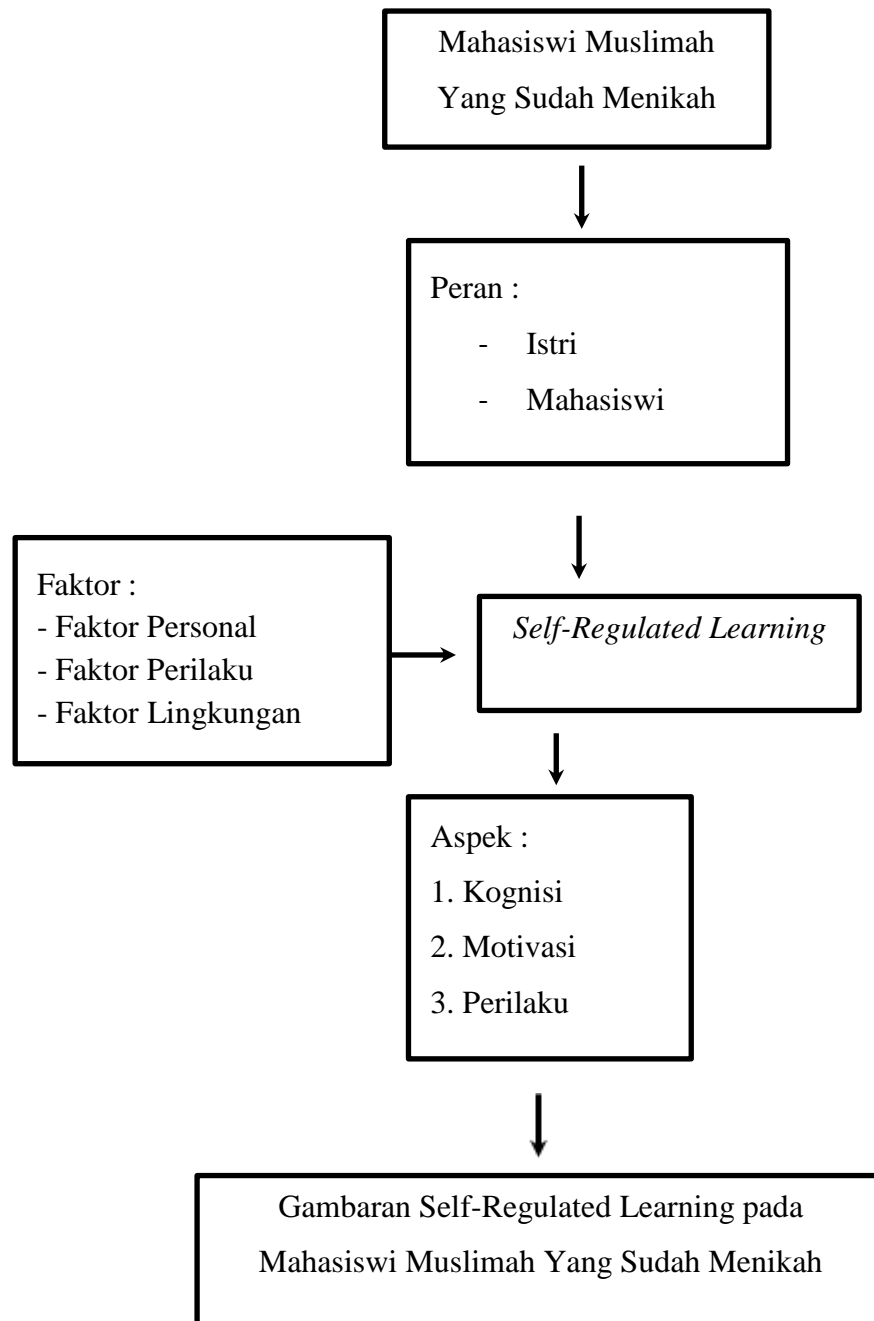 Mahasiswi Muslimah
Yang Sudah Menikah
Peran :
- Istri
- Mahasiswi
Faktor :
- Faktor Personal
- Faktor Perilaku
- Faktor Lingkungan
Self-Regulated Learning
Aspek :
1. Kognisi
2. Motivasi
3. Perilaku
Gambaran Self-Regulated Learning pada
Mahasiswi Muslimah Yang Sudah Menikah